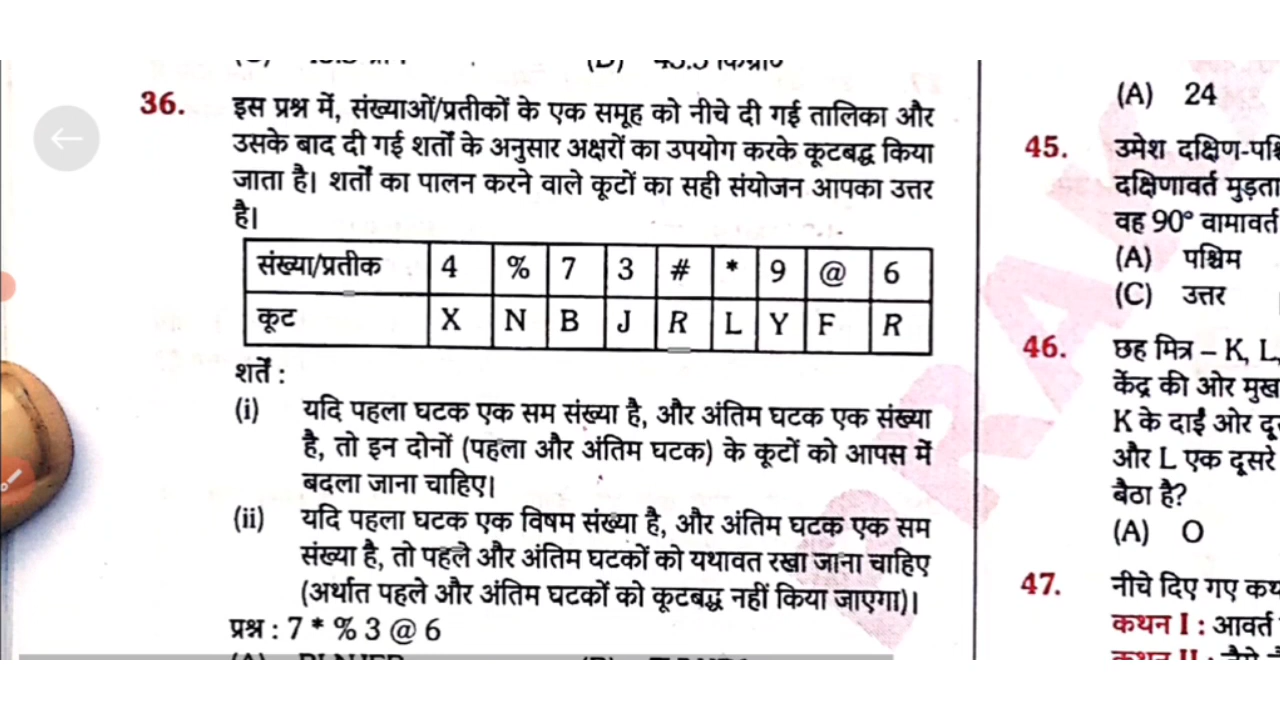 36. इस प्रश्न में, संख्याओं/प्रतीकों के एक समूह को नीचे दी गई तालिका और
उसके बाद दी गई शर्तों के अनुसार अक्षरों का उपयोग करके कूटबद्ध किया
जाता है। शर्तों का पालन करने वाले कूटों का सही संयोजन आपका उत्तर
है।
संख्या/प्रतीक 4 % 7 3 # * 9 @ 6
कूट X N B J R L Y F R
शर्तें :
(i) यदि पहला घटक एक सम संख्या है, और अंतिम घटक एक संख्या
है, तो इन दोनों (पहला और अंतिम घटक) के कूटों को आपस में
बदला जाना चाहिए।
(ii) यदि पहला घटक एक विषम संख्या है, और अंतिम घटक एक सम
संख्या है, तो पहले और अंतिम घटकों को यथावत रखा जाना चाहिए
(अर्थात पहले और अंतिम घटकों को कूटबद्ध नहीं किया जाएगा)।
प्रश्न : 7 * % 3 @ 6
(A) 24
45. उमेश दक्षिण-पश्चि
दक्षिणावर्त मुड़ता
वह 90° वामावर्त
(A) पश्चिम
(C) उत्तर
46. छह मित्र – K, L,
केंद्र की ओर मुख
K के दाईं ओर दूस
और L एक दूसरे
बैठा है?
(A) O
47. नीचे दिए गए कथ
कथन I : आवर्त